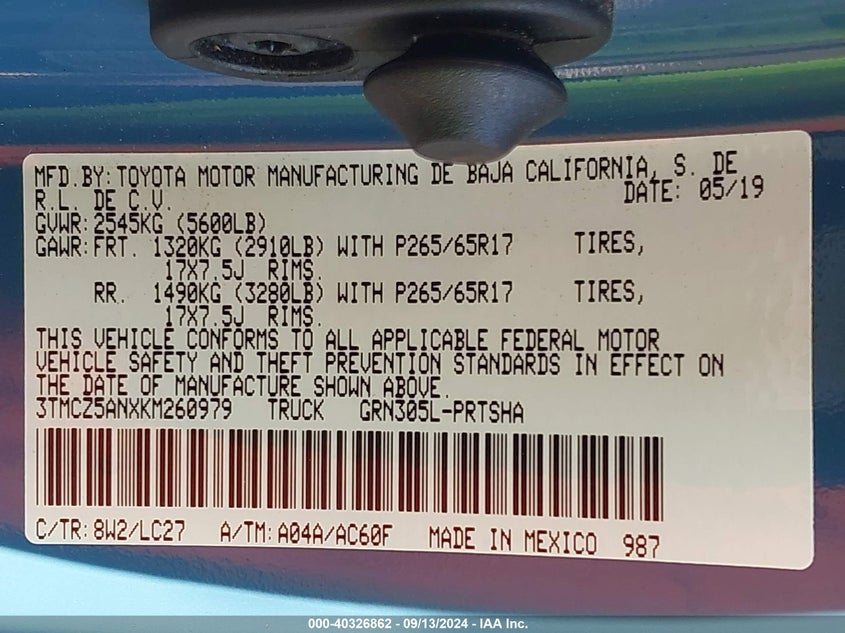 MFD.BY:TOYOTA MOTOR MANUFACTURING DE BAJA CALIFORNIA, S. DE
R.L. DE C.V. DATE: 05/19
GVWR:2545KG (5600LB)
GAWR:FRT. 1320KG (2910LB) WITH P265/65R17 TIRES,
17X7.5J RIMS.
RR. 1490KG (3280LB) WITH P265/65R17 TIRES,
17X7.5J RIMS.
THIS VEHICLE CONFORMS TO ALL APPLICABLE FEDERAL MOTOR
VEHICLE SAFETY AND THEFT PREVENTION STANDARDS IN EFFECT ON
THE DATE OF MANUFACTURE SHOWN ABOVE.
3TMCZ5ANXKM260979 TRUCK GRN305L-PRTSHA
C/TR:8W2/LC27 A/TM:A04A/AC60F MADE IN MEXICO 987
000-40326862 - 09/13/2024 - IAA Inc.